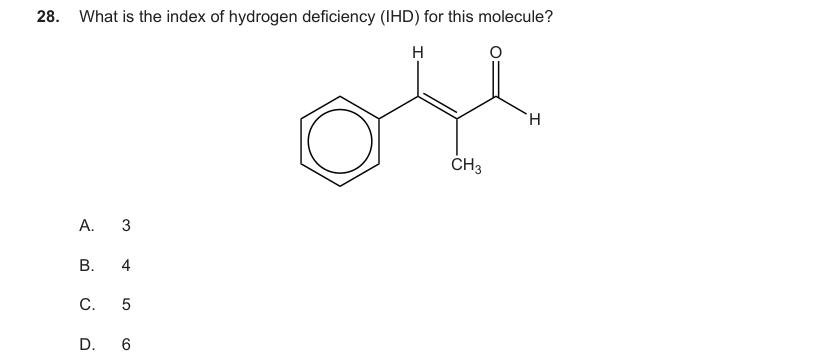 28. What is the index of hydrogen deficiency (IHD) for this molecule?
H O
H
CH3
A. 3
B. 4
C. 5
D. 6